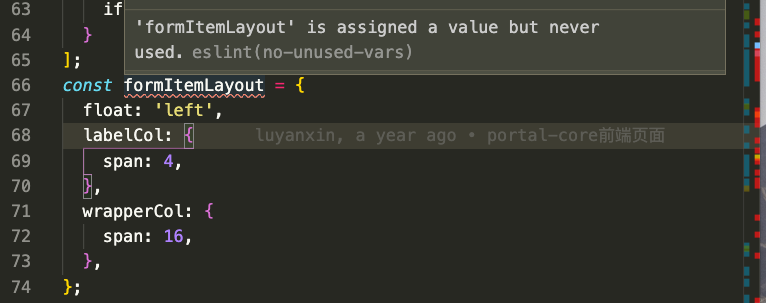 63 if
'formItemLayout' is assigned a value but never
64 }
used. eslint(no-unused-vars)
65 ];
66 const formItemLayout = {
67 float: 'left',
68 labelCol: { luyanxin, a year ago • portal-core前端页面
69 span: 4,
70 },
71 wrapperCol: {
72 span: 16,
73 },
74 };